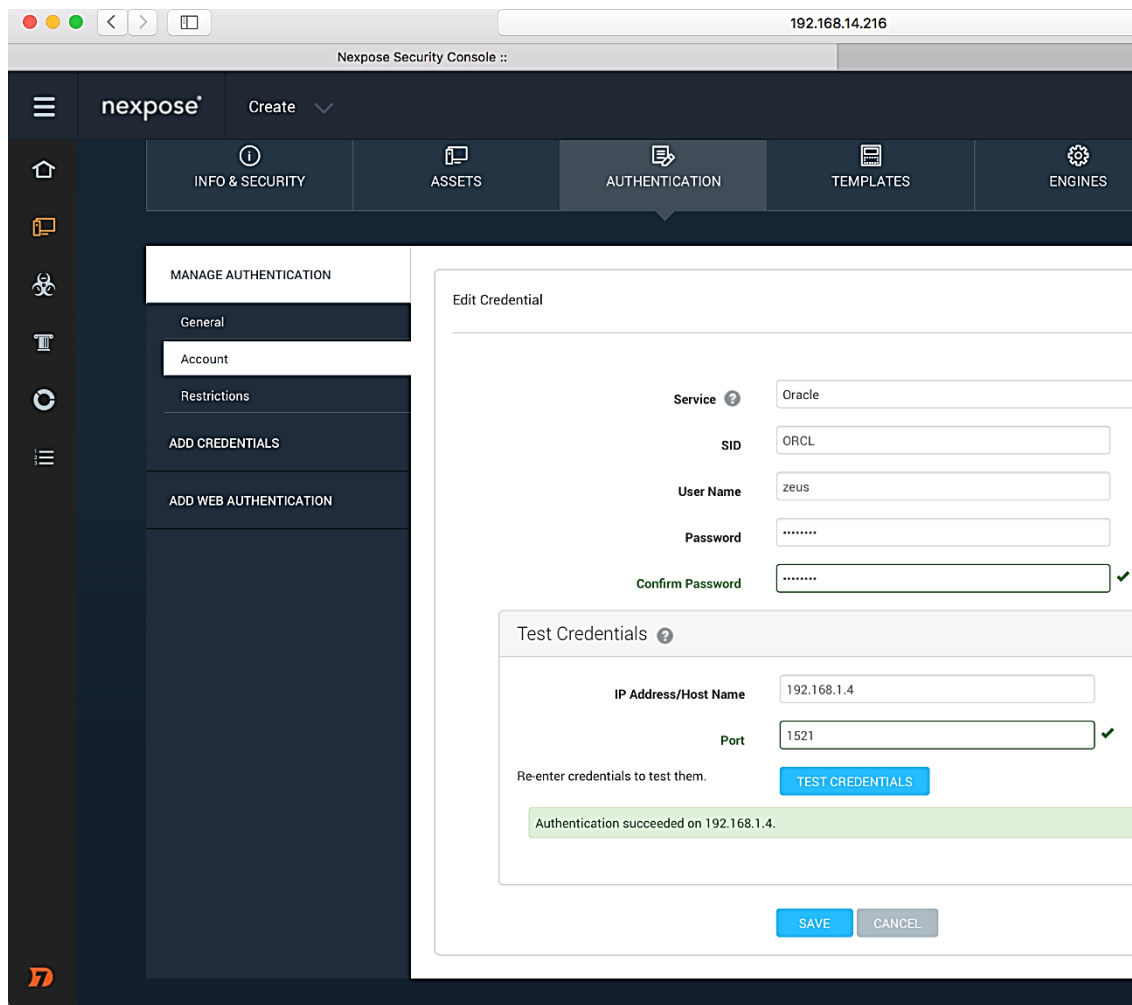 192.168.14.216
Nexpose Security Console ::
nexpose®
Create
INFO & SECURITY
ASSETS
AUTHENTICATION
TEMPLATES
ENGINES
MANAGE AUTHENTICATION
General
Account
Restrictions
ADD CREDENTIALS
ADD WEB AUTHENTICATION
Edit Credential
Service ? Oracle
SID ORCL
User Name zeus
Password ••••••••
Confirm Password ••••••••
Test Credentials ?
IP Address/Host Name 192.168.1.4
Port 1521
Re-enter credentials to test them. TEST CREDENTIALS
Authentication succeeded on 192.168.1.4.
SAVE CANCEL